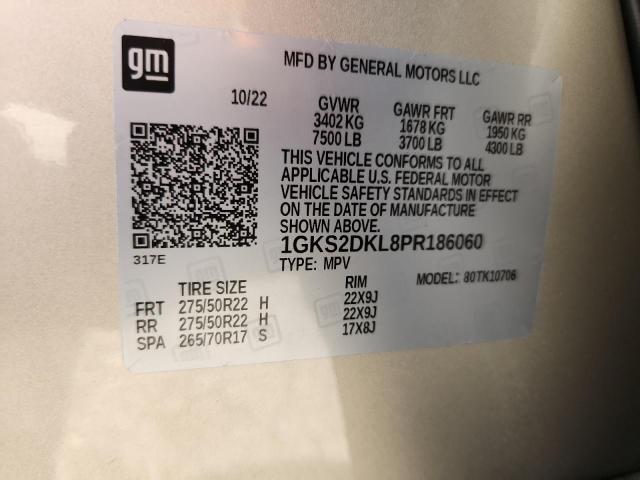 gm
MFD BY GENERAL MOTORS LLC
10/22
GVWR GAWR FRT GAWR RR
3402 KG 1678 KG 1950 KG
7500 LB 3700 LB 4300 LB
THIS VEHICLE CONFORMS TO ALL
APPLICABLE U.S. FEDERAL MOTOR
VEHICLE SAFETY STANDARDS IN EFFECT
ON THE DATE OF MANUFACTURE
SHOWN ABOVE.
1GKS2DKL8PR186060
317E
TYPE: MPV MODEL: 80TK10706
TIRE SIZE RIM
FRT 275/50R22 H 22X9J
RR 275/50R22 H 22X9J
SPA 265/70R17 S 17X8J